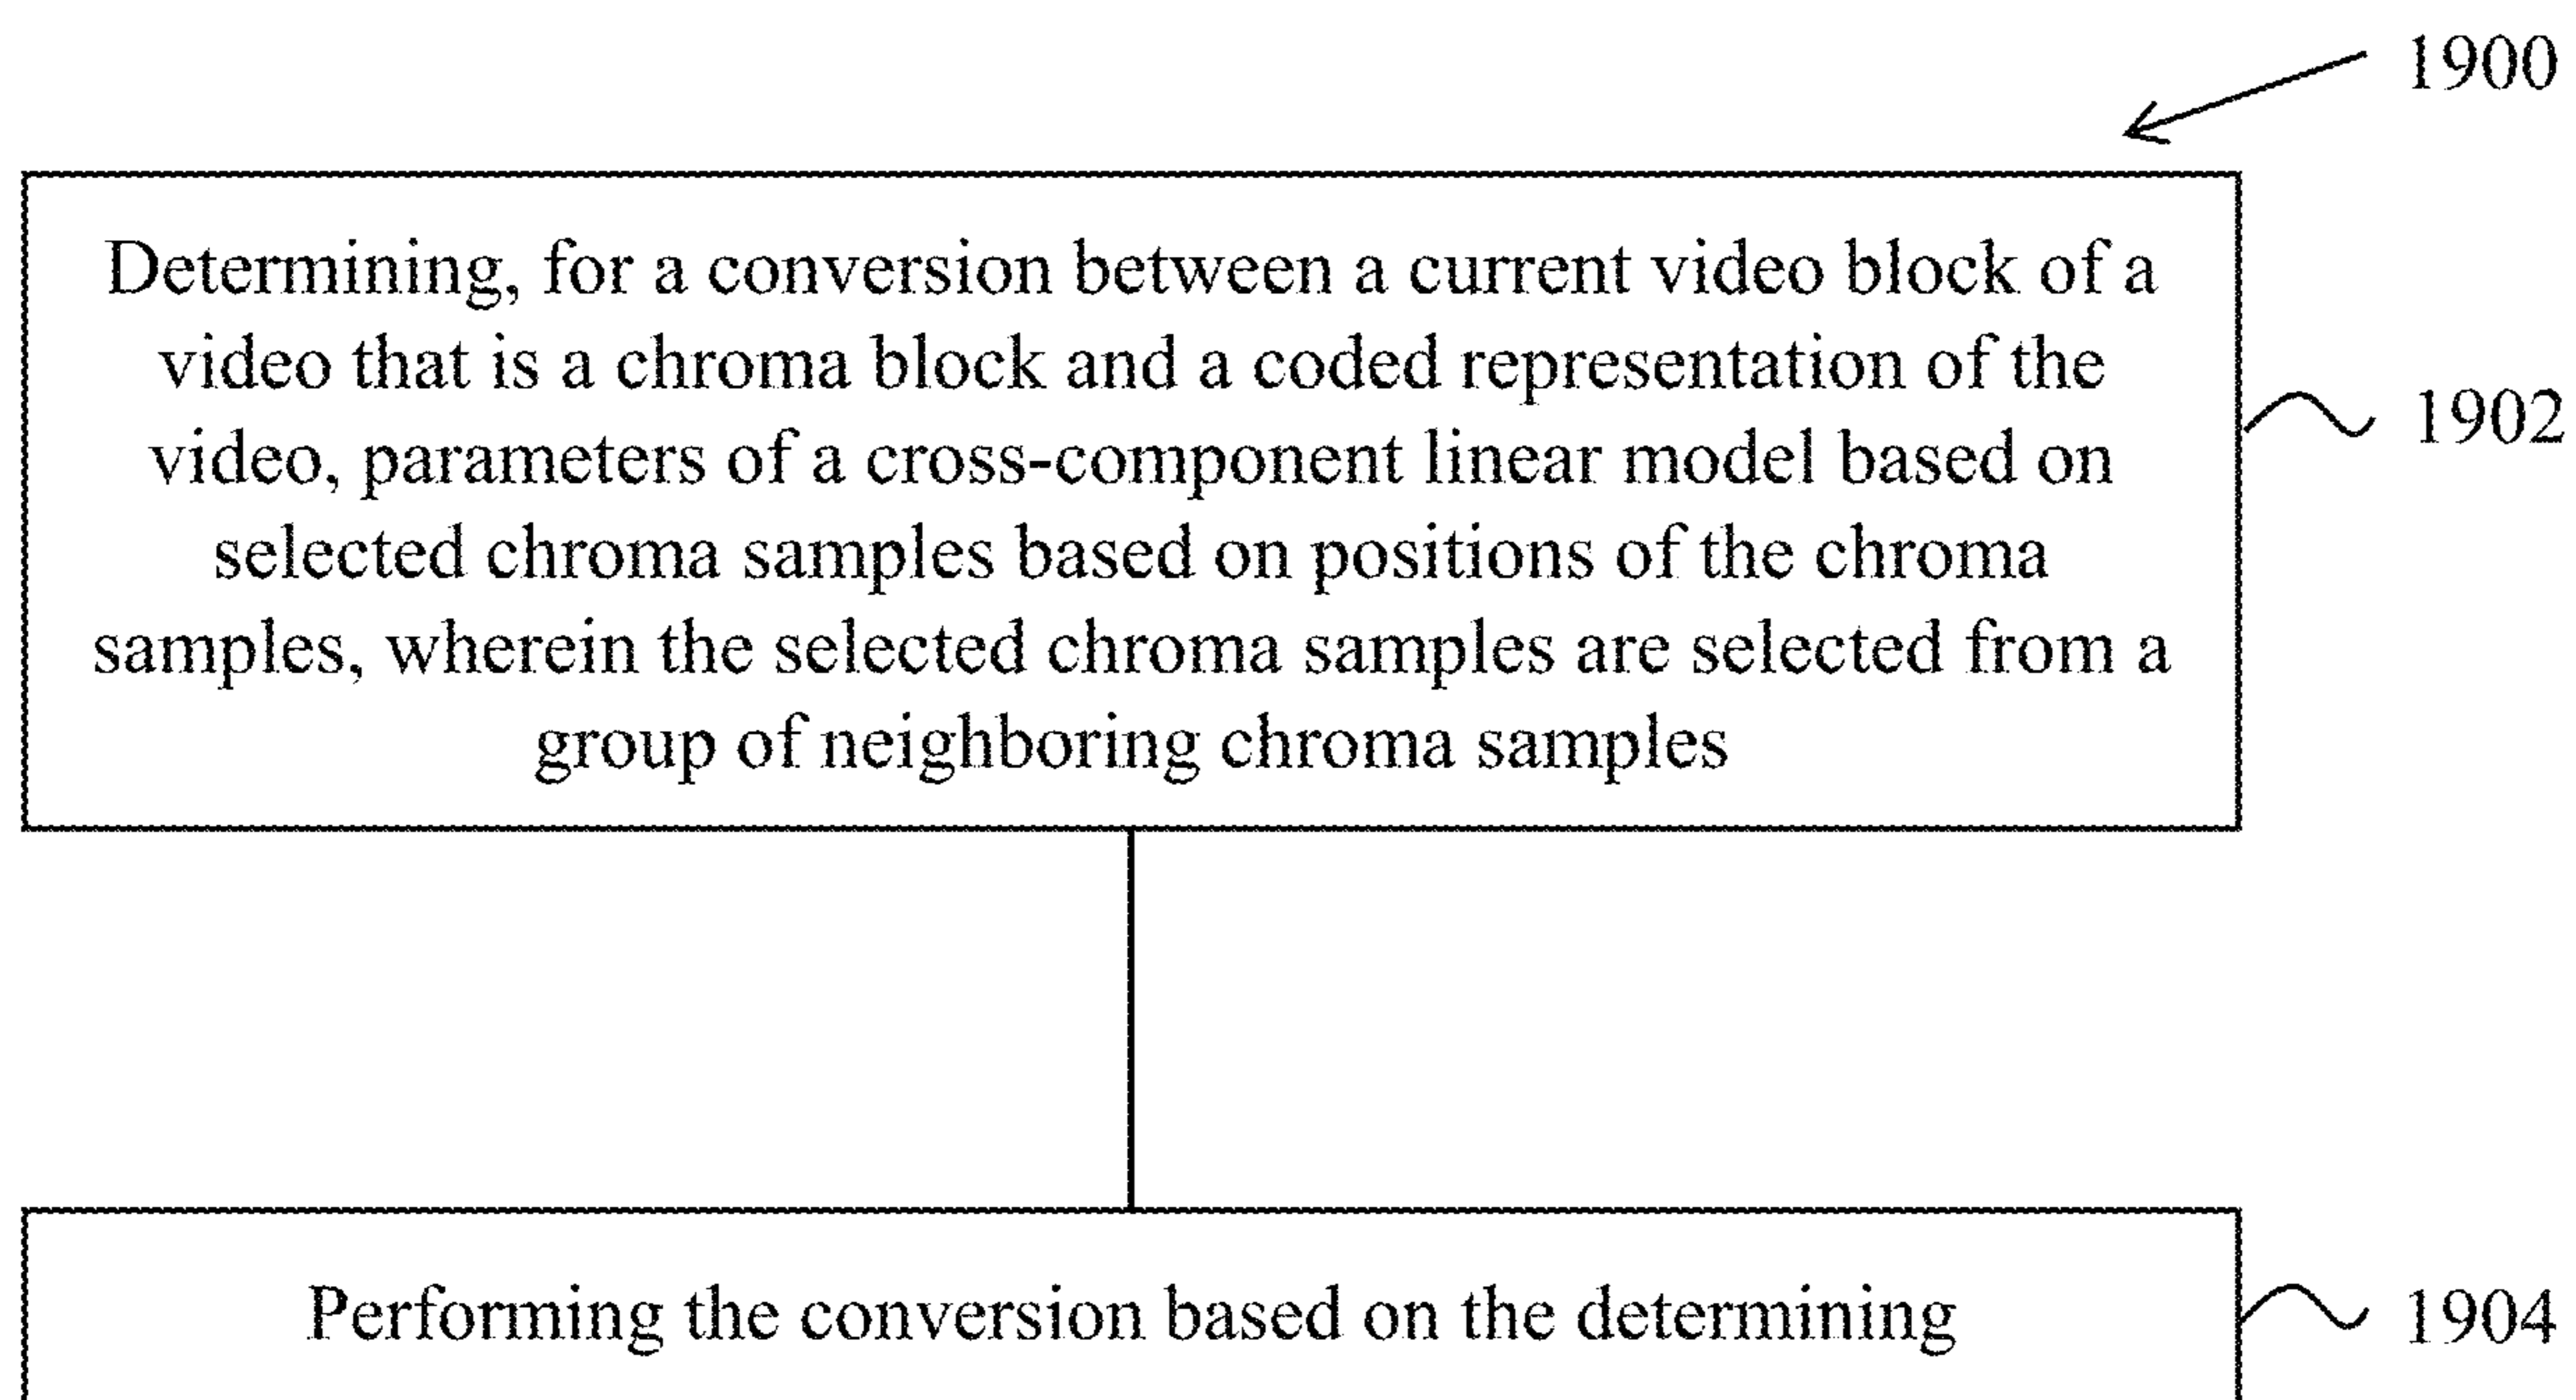 1900
Determining, for a conversion between a current video block of a
video that is a chroma block and a coded representation of the
video, parameters of a cross-component linear model based on
selected chroma samples based on positions of the chroma
samples, wherein the selected chroma samples are selected from a
group of neighboring chroma samples
1902
Performing the conversion based on the determining
1904